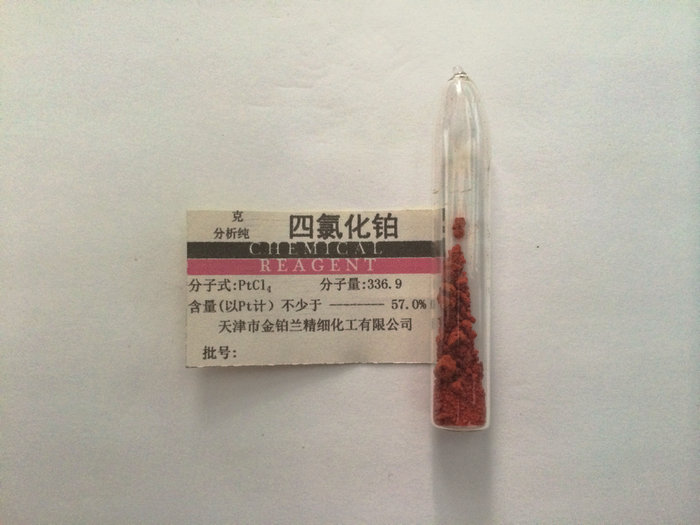 克
分析纯 四氯化铂
CHEMICAL
REAGENT
分子式:PtCl₄ 分子量:336.9
含量(以Pt计) 不少于 ———— 57.0%
天津市金铂兰精细化工有限公司
批号: